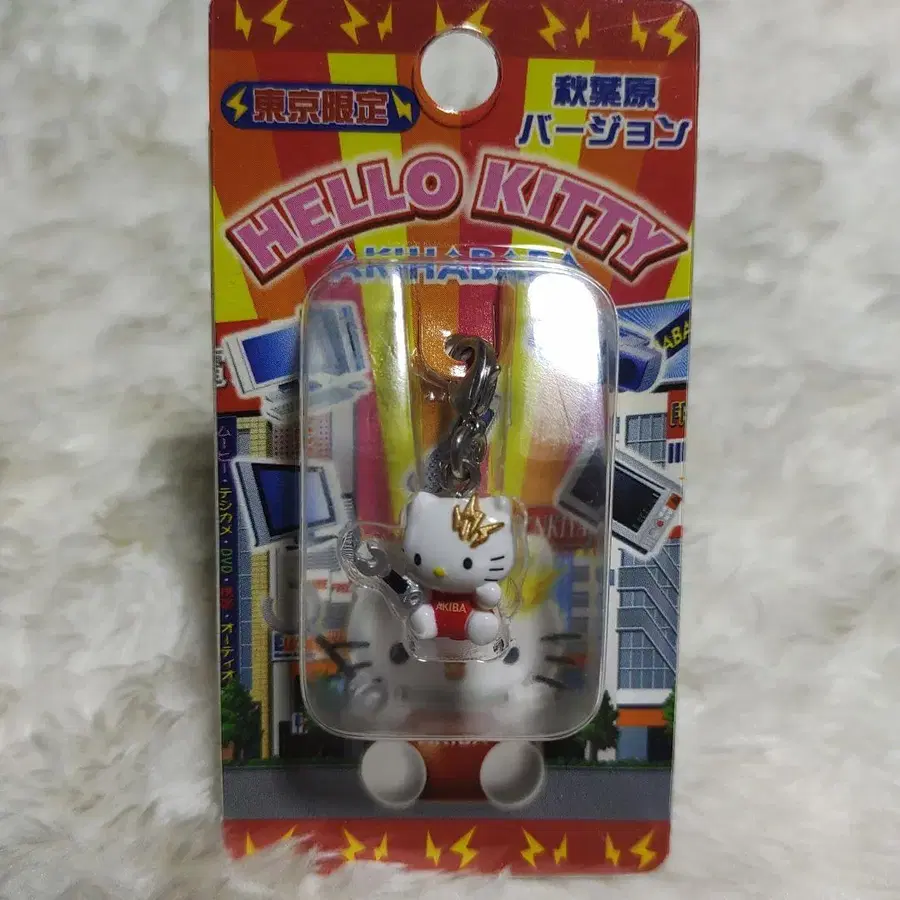 東京限定
秋葉原
バージョン
HELLO KITTY
AKIHABARA
ムービー・デジカメ・DVD・
・オーディオ
AKIBA